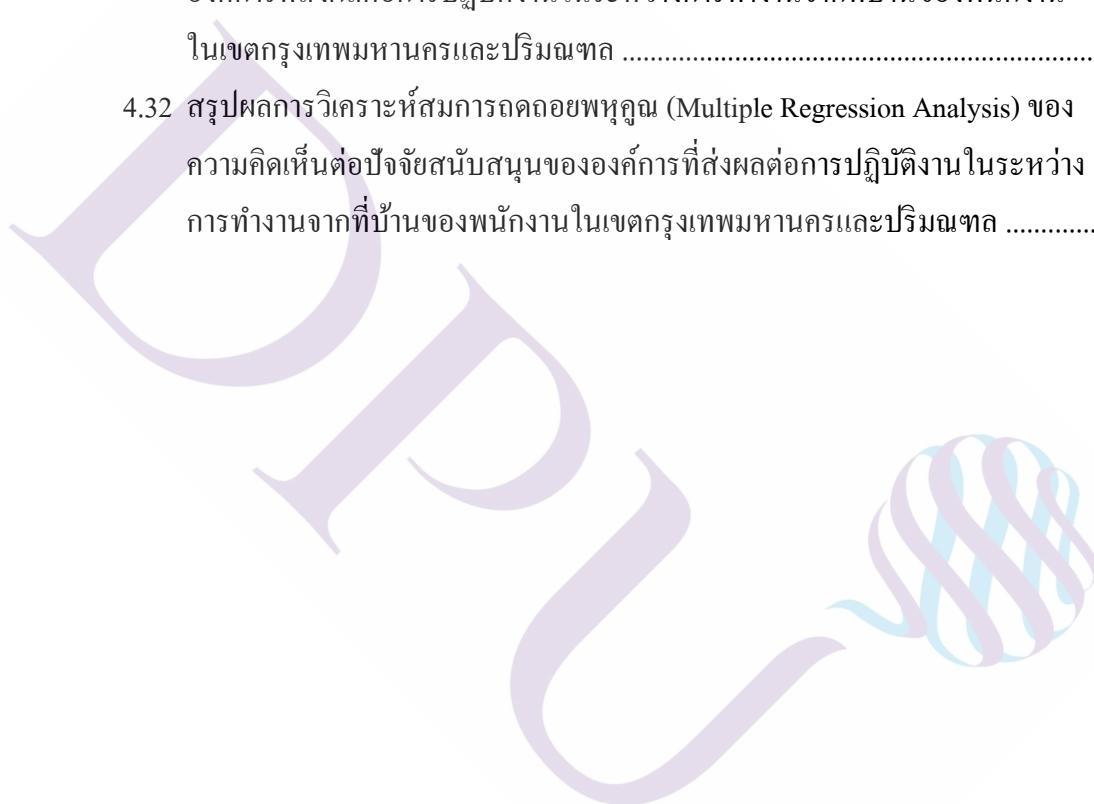 ในเขตกรุงเทพมหานครและปริมณฑล ..................................................................
4.32 สรุปผลการวิเคราะห์สมการถดถอยพหุคูณ (Multiple Regression Analysis) ของ
ความคิดเห็นต่อปัจจัยสนับสนุนขององค์การที่ส่งผลต่อการปฏิบัติงานในระหว่าง
การทำงานจากที่บ้านของพนักงานในเขตกรุงเทพมหานครและปริมณฑล .............
DPU